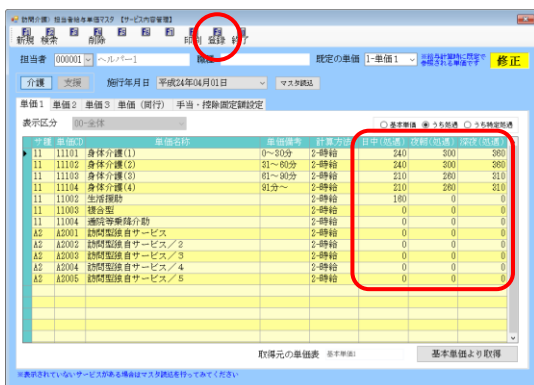 訪問介護) 担当者給与単価マスタ 【サービス内容管理】
新規 検索 削除 印刷 登録 終了
担当者 000001 ヘルパー1 職種 既定の単価 1-単価1 ※給与計算時に既定で参照される単価です 修正
介護 支援 施行年月日 平成24年04月01日 マスタ読込
単価1 単価2 単価3 単価（同行） 手当・控除固定額設定
表示区分 00-全体 基本単価 うち処遇 うち特定処遇
サ種 単価CD 単価名称 単価備考 計算方法 日中(処遇) 夜朝(処遇) 深夜(処遇)
11 11101 身体介護(1) 0～30分 2-時給 240 300 360
11 11102 身体介護(2) 31～60分 2-時給 240 300 360
11 11103 身体介護(3) 61～90分 2-時給 210 260 310
11 11104 身体介護(4) 91分～ 2-時給 210 260 310
11 11002 生活援助 2-時給 160 0 0
11 11003 複合型 2-時給 0 0 0
11 11004 通院等乗降介助 2-時給 0 0 0
A2 A2001 訪問型独自サービス 2-時給 0 0 0
A2 A2002 訪問型独自サービス／2 2-時給 0 0 0
A2 A2003 訪問型独自サービス／3 2-時給 0 0 0
A2 A2004 訪問型独自サービス／4 2-時給 0 0 0
A2 A2005 訪問型独自サービス／5 2-時給 0 0 0
取得元の単価表 基本単価1 基本単価より取得
※表示されていないサービスがある場合はマスタ読込を行ってみてください